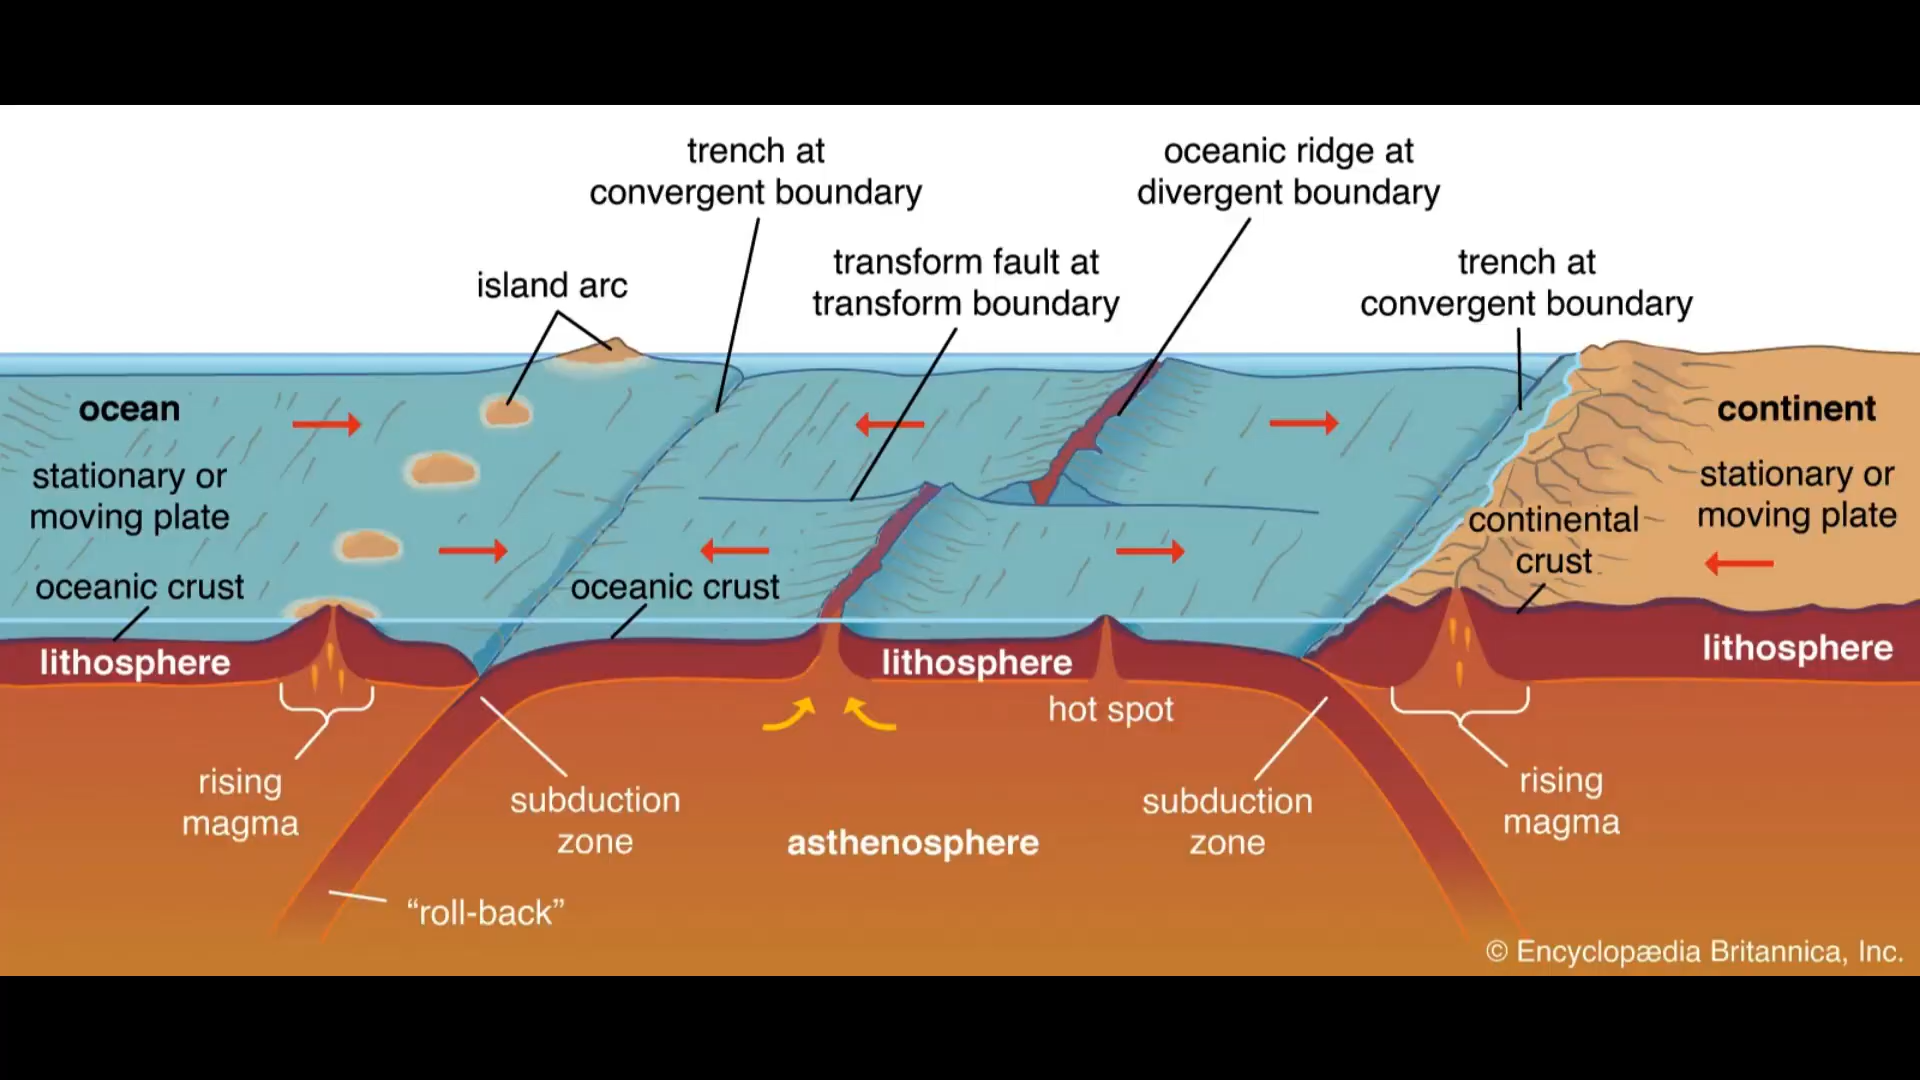 trench at
convergent boundary
oceanic ridge at
divergent boundary
island arc
transform fault at
transform boundary
trench at
convergent boundary
ocean
stationary or
moving plate
oceanic crust
oceanic crust
continent
stationary or
moving plate
continental
crust
lithosphere
lithosphere
lithosphere
hot spot
rising
magma
subduction
zone
asthenosphere
subduction
zone
rising
magma
“roll-back”
© Encyclopædia Britannica, Inc.